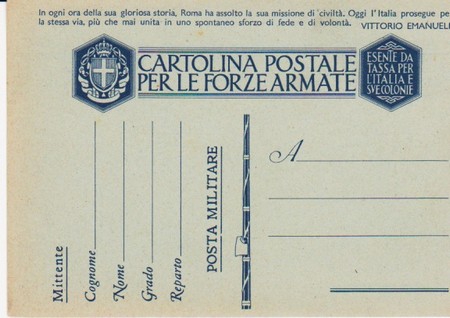 In ogni ora della sua gloriosa storia, Roma ha assolto la sua missione di civiltà. Oggi l'Italia prosegue pe
la stessa via, più che mai unita in uno spontaneo sforzo di fede e di volontà. VITTORIO EMANUEL
CARTOLINA POSTALE
PER LE FORZE ARMATE
ESENTE DA
TASSA PER
L'ITALIA E
SVE COLONIE
A
POSTA MILITARE
Mittente
Cognome
Nome
Grado
Reparto